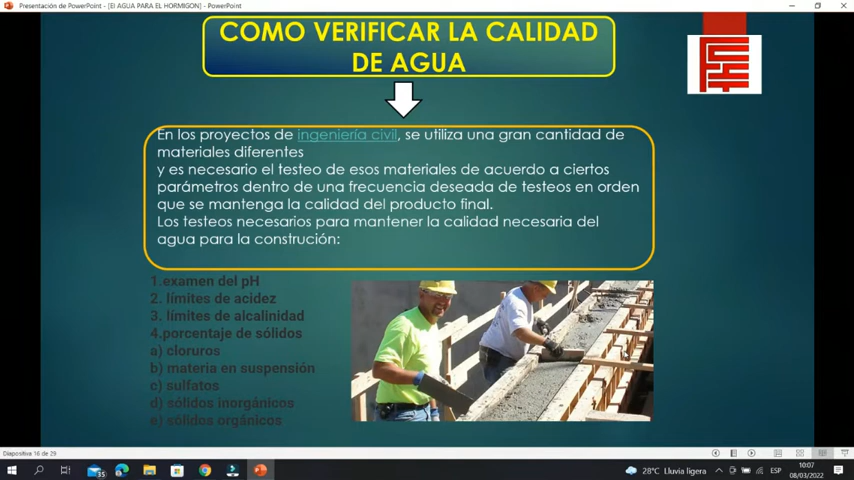 Presentación de PowerPoint - [El AGUA PARA EL HORMIGON] - PowerPoint
COMO VERIFICAR LA CALIDAD
DE AGUA
En los proyectos de ingeniería civil, se utiliza una gran cantidad de
materiales diferentes
y es necesario el testeo de esos materiales de acuerdo a ciertos
parámetros dentro de una frecuencia deseada de testeos en orden
que se mantenga la calidad del producto final.
Los testeos necesarios para mantener la calidad necesaria del
agua para la construción:
1.examen del pH
2. límites de acidez
3. límites de alcalinidad
4.porcentaje de sólidos
a) cloruros
b) materia en suspensión
c) sulfatos
d) sólidos inorgánicos
e) sólidos orgánicos
Diapositiva 16 de 29
35
28°C Lluvia ligera
ESP
10:07
08/03/2022